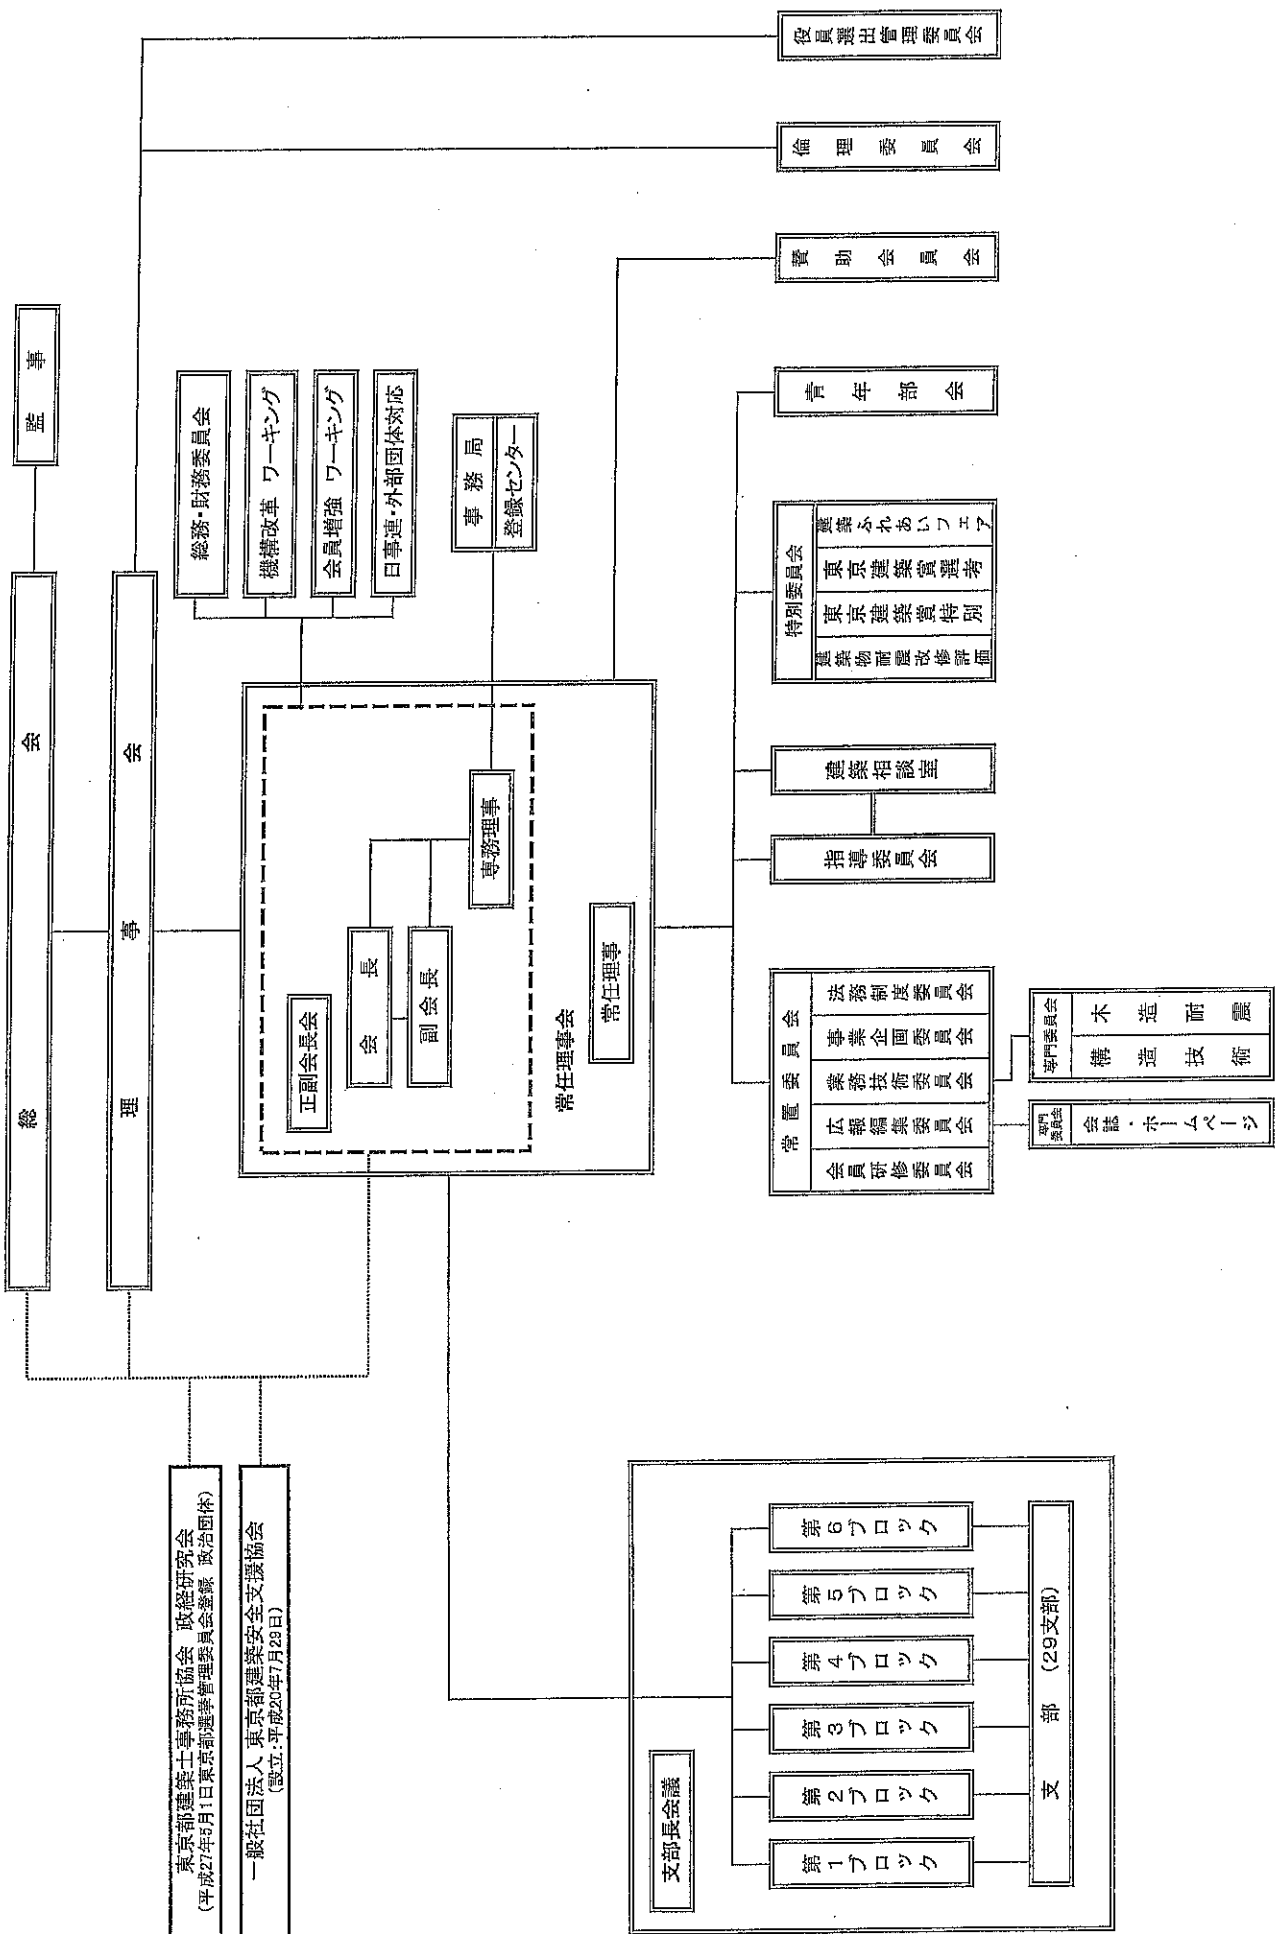 総会
監事
理事会
東京都建築士事務所協会 政経研究会
(平成27年5月1日東京都選挙管理委員会登録 政治団体)
一般社団法人 東京都建築安全支援協会
(設立:平成20年7月29日)
総務・財務委員会
機構改革 ワーキング
会員増強 ワーキング
日事連・外部団体対応
正副会長会
会長
副会長
専務理事
事務局
登録センター
常任理事会
常任理事
支部長会議
第1ブロック
第2ブロック
第3ブロック
第4ブロック
第5ブロック
第6ブロック
支部 (29支部)
常置委員会
会員研修委員会
広報編集委員会
業務技術委員会
事業企画委員会
法務制度委員会
専門委員会
会誌・ホームページ
専門委員会
構造技術
木造耐震
指導委員会
建築相談室
特別委員会
建築物耐震改修評価
東京建築賞特別
東京建築賞選考
建築ふれあいフェア
青年部会
賛助会員会
倫理委員会
役員選出管理委員会